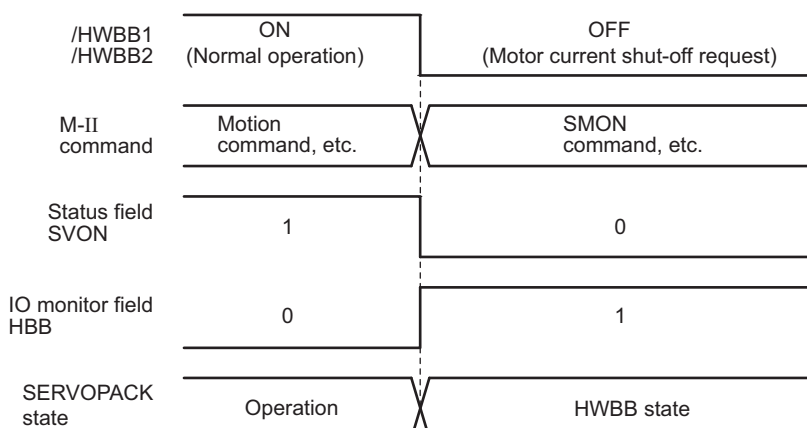 /HWBB1
/HWBB2
ON
(Normal operation)
OFF
(Motor current shut-off request)
M-II
command
Motion
command, etc.
SMON
command, etc.
Status field
SVON
1
0
IO monitor field
HBB
0
1
SERVOPACK
state
Operation
HWBB state